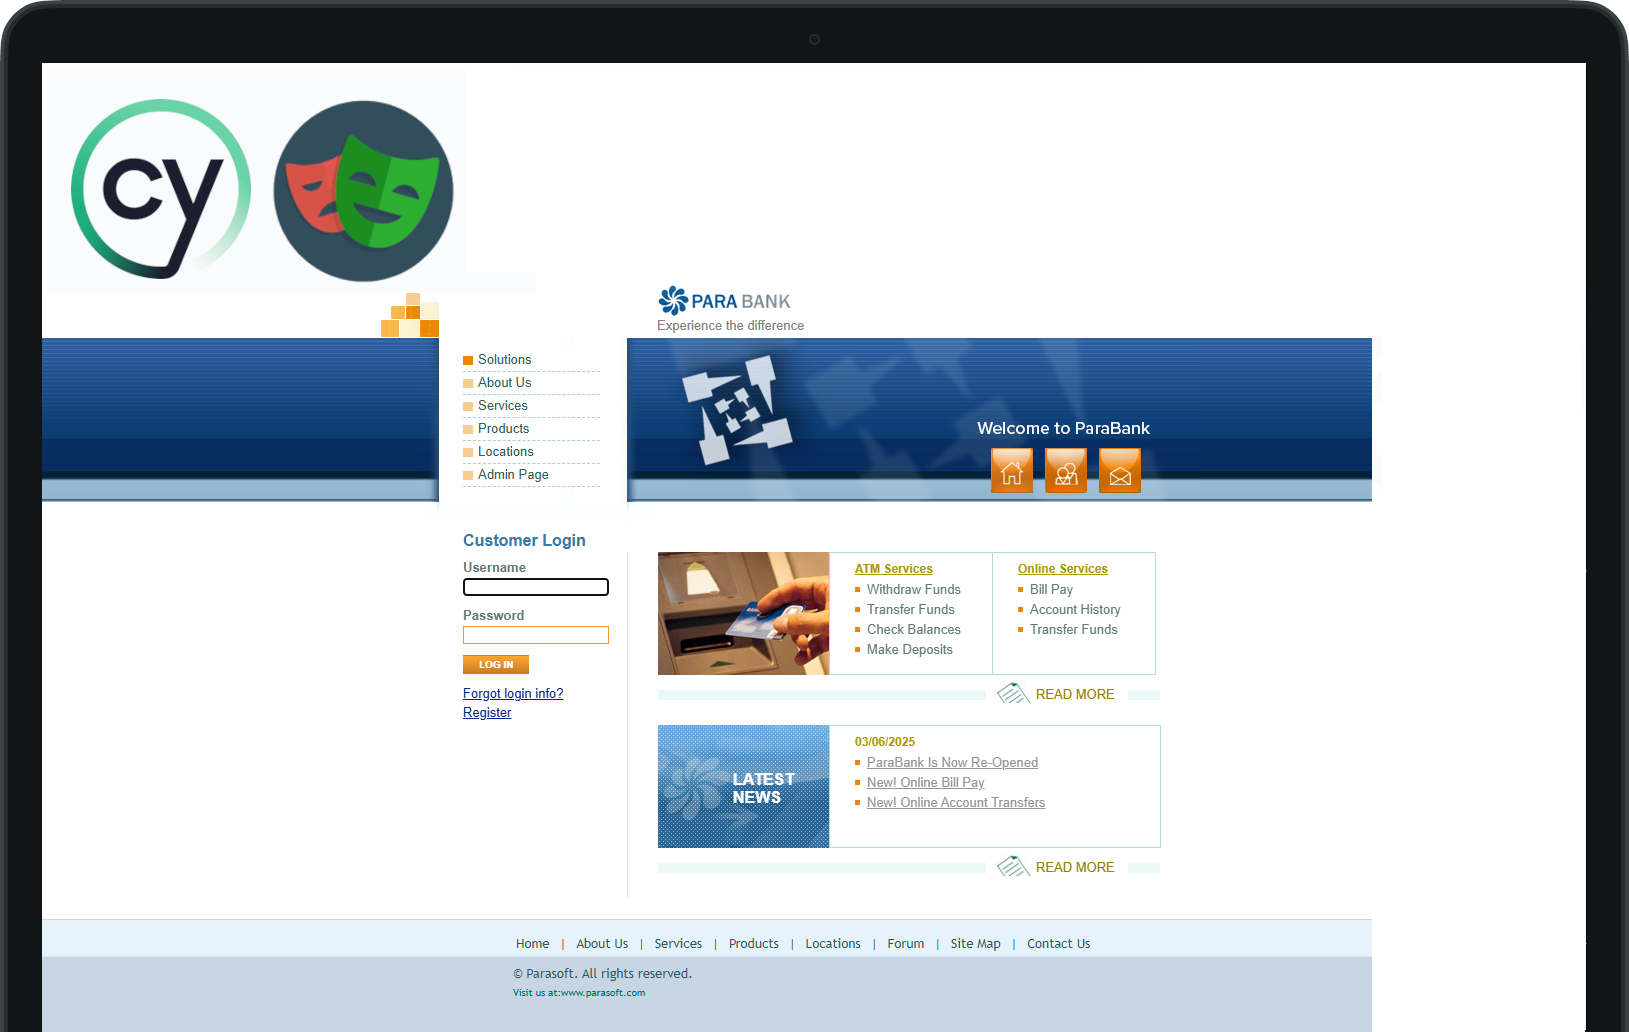 cy
PARA BANK
Experience the difference
Solutions
About Us
Services
Products
Locations
Admin Page
Welcome to ParaBank
Customer Login
Username
Password
LOG IN
Forgot login info?
Register
ATM Services
Withdraw Funds
Transfer Funds
Check Balances
Make Deposits
Online Services
Bill Pay
Account History
Transfer Funds
READ MORE
LATEST
NEWS
03/06/2025
ParaBank Is Now Re-Opened
New! Online Bill Pay
New! Online Account Transfers
READ MORE
Home | About Us | Services | Products | Locations | Forum | Site Map | Contact Us
© Parasoft. All rights reserved.
Visit us at:www.parasoft.com